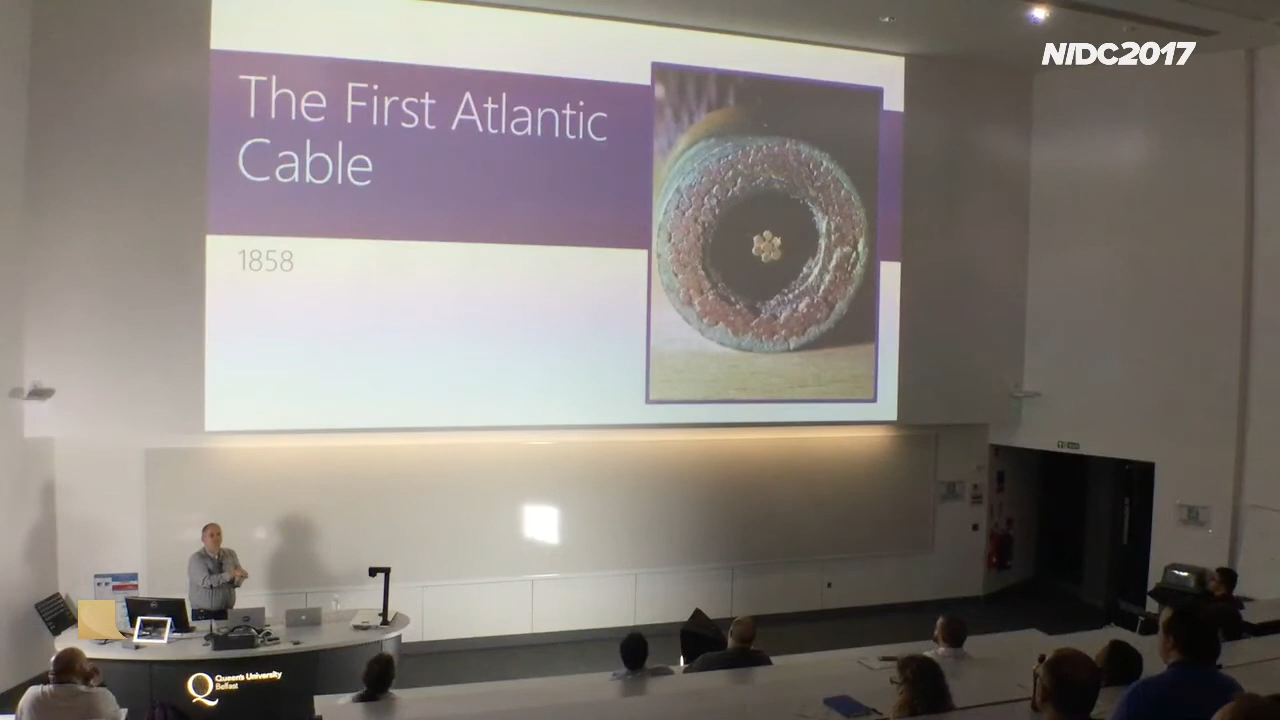 NIDC2017
The First Atlantic
Cable
1858
Queen's University
Belfast